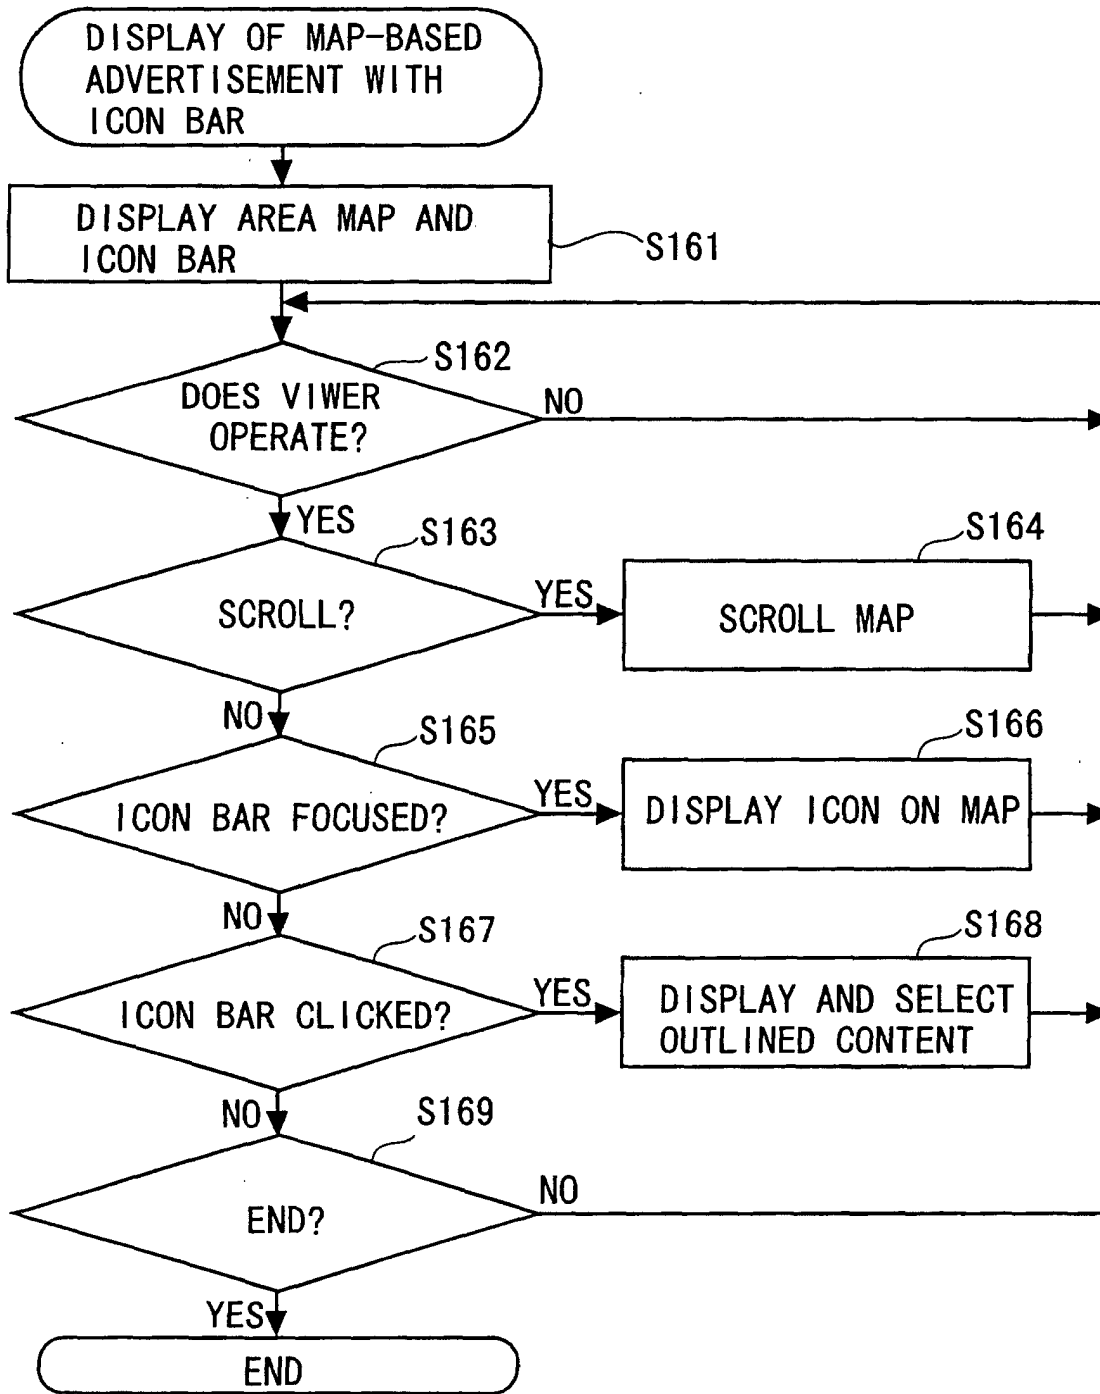 DISPLAY OF MAP-BASED
ADVERTISEMENT WITH
ICON BAR
DISPLAY AREA MAP AND
ICON BAR
S161
S162
DOES VIWER
OPERATE?
NO
YES
S163
SCROLL?
YES
S164
SCROLL MAP
NO
S165
ICON BAR FOCUSED?
YES
S166
DISPLAY ICON ON MAP
NO
S167
ICON BAR CLICKED?
YES
S168
DISPLAY AND SELECT
OUTLINED CONTENT
NO
S169
END?
NO
YES
END